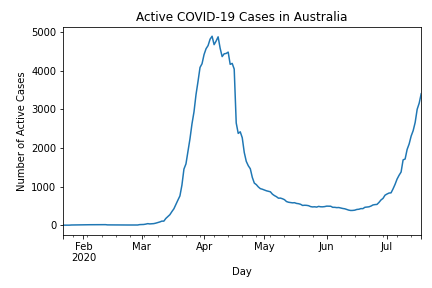 Active COVID-19 Cases in Australia
Number of Active Cases
5000
4000
3000
2000
1000
0
Feb Mar Apr May Jun Jul
2020
Day